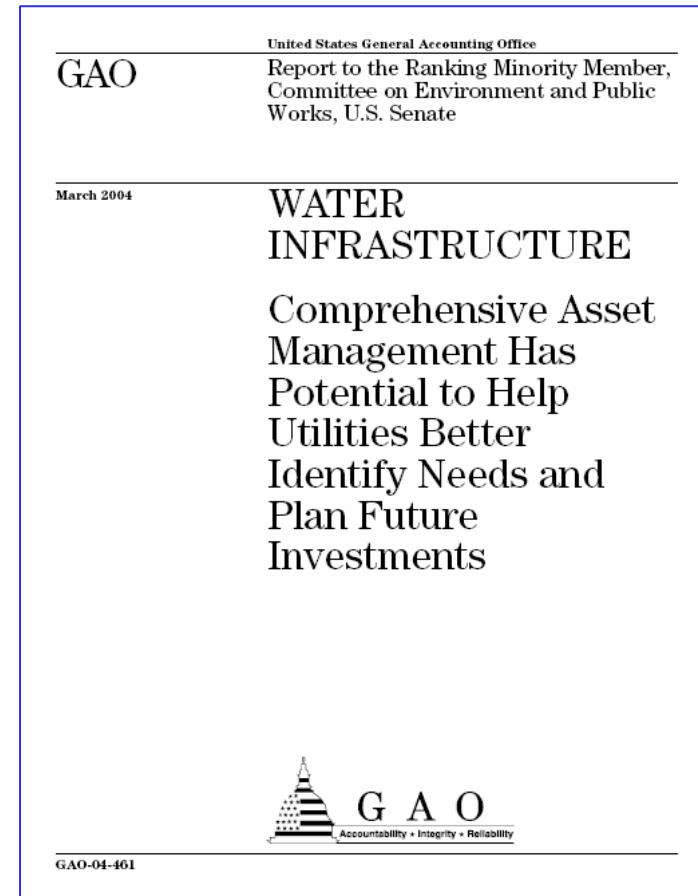 United States General Accounting Office
GAO
Report to the Ranking Minority Member,
Committee on Environment and Public
Works, U.S. Senate
March 2004
WATER
INFRASTRUCTURE
Comprehensive Asset
Management Has
Potential to Help
Utilities Better
Identify Needs and
Plan Future
Investments
G A O
Accountability ★ Integrity ★ Reliability
GAO-04-461